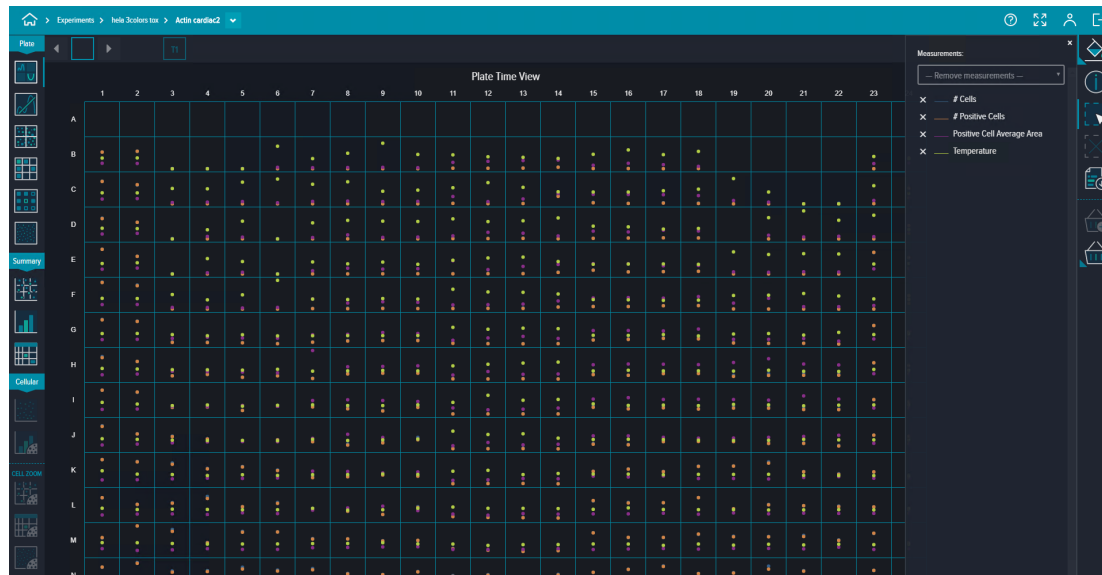 Experiments > hela 3colors tox > Actin cardiac2
Plate
T1
Measurements:
×
Plate Time View
--- Remove measurements ---
1 2 3 4 5 6 7 8 9 10 11 12 13 14 15 16 17 18 19 20 21 22 23
× # Cells
× # Positive Cells
A
× Positive Cell Average Area
× Temperature
B
C
D
Summary
E
F
G
H
Cellular
I
J
CELL ZOOM
K
L
M
N